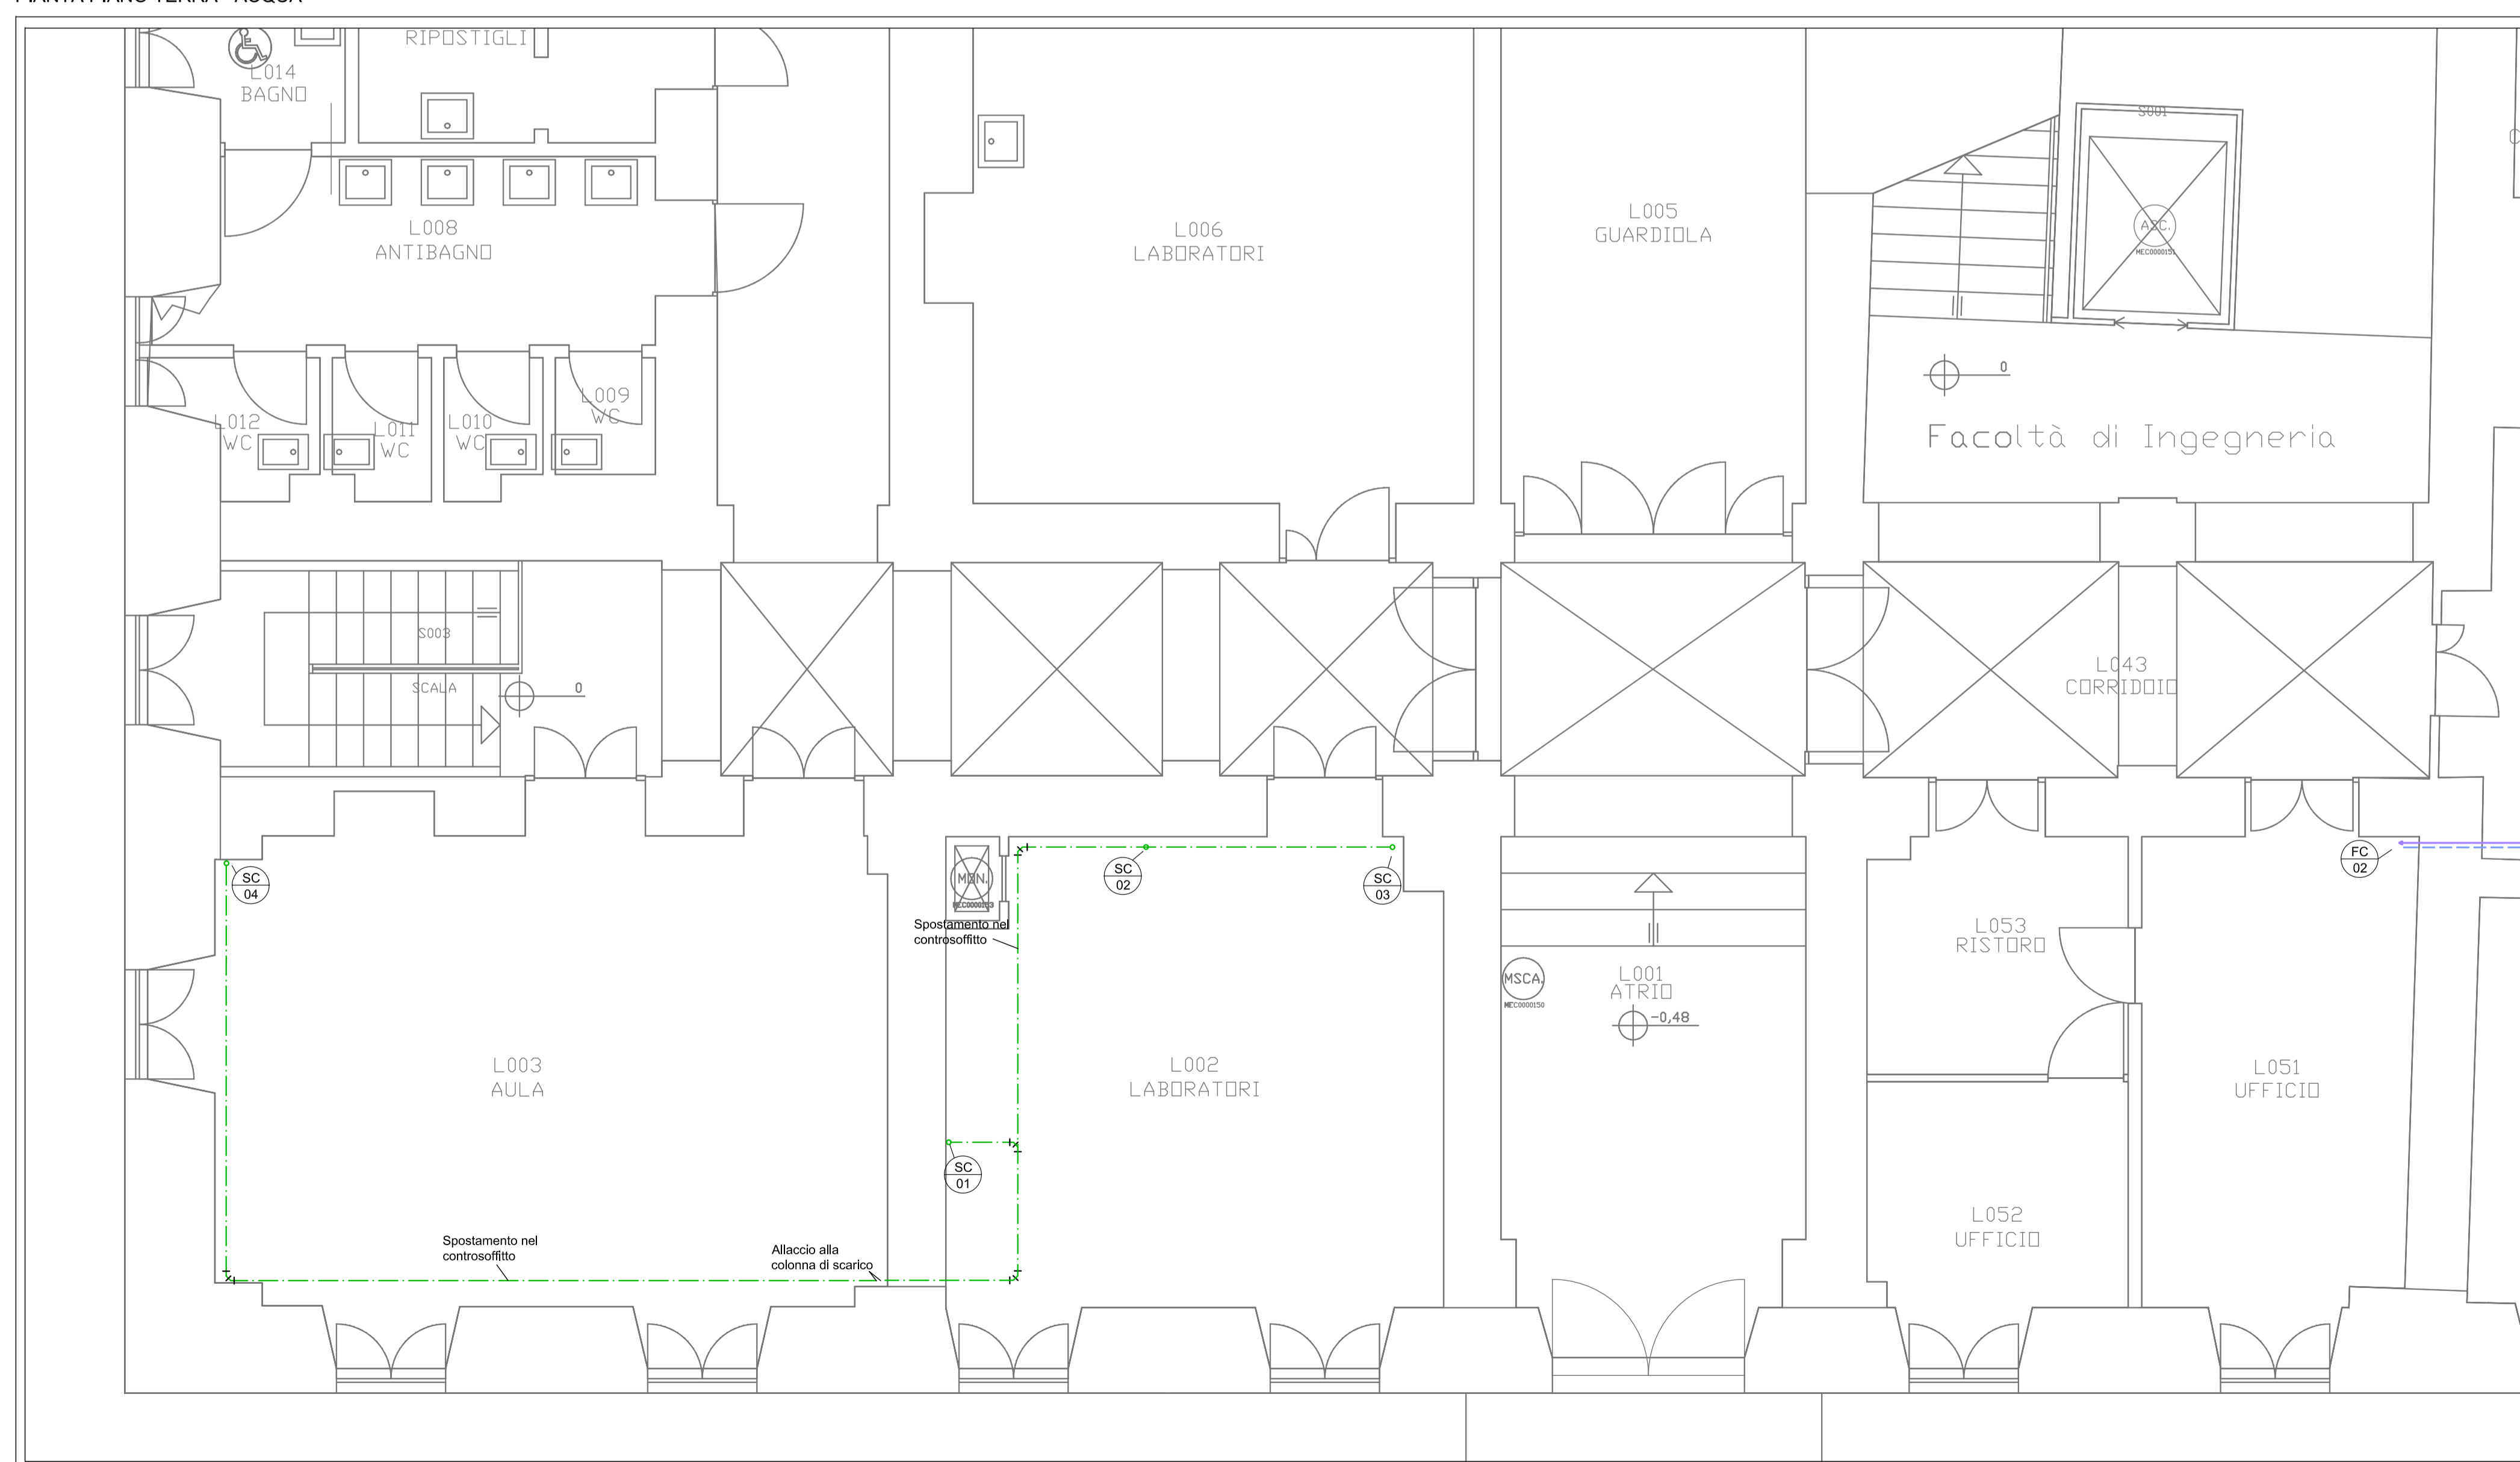 RIPOSTIGLI
L014
BAGNO
S001
L008
ANTIBAGNO
L006
LABORATORI
L005
GUARDIOLA
ASC.
MEC0000151
0
Facoltà di Ingegneria
L009
WC
L012
WC
L011
WC
L010
WC
S003
SCALA
0
L043
CORRIDOIO
SC
04
MON.
SC
02
SC
03
FC
02
Spostamento nel
controsoffitto
L053
RISTORO
MSCA.
MEC0000150
L001
ATRIO
-0,48
L003
AULA
L002
LABORATORI
L051
UFFICIO
SC
01
L052
UFFICIO
Spostamento nel
controsoffitto
Allaccio alla
colonna di scarico